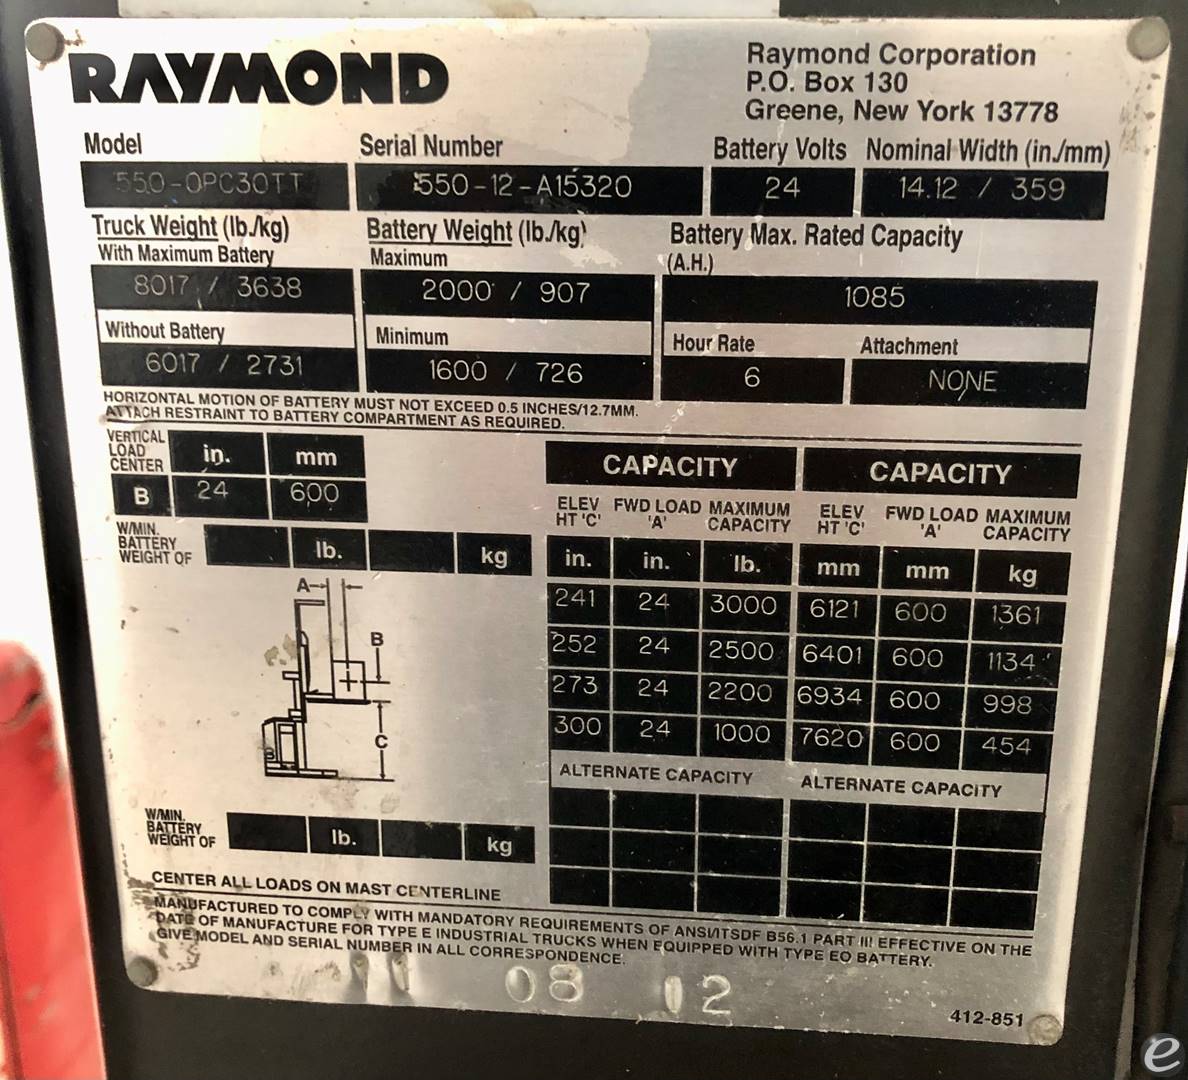 RAYMOND
Raymond Corporation
P.O. Box 130
Greene, New York 13778
Model
Serial Number
Battery Volts
Nominal Width (in./mm)
550-OPC30TT
550-12-A15320
24
14.12 / 359
Truck Weight (lb./kg)
With Maximum Battery
Battery Weight (lb./kg)
Maximum
Battery Max. Rated Capacity
(A.H.)
8017 / 3638
2000 / 907
1085
Without Battery
Minimum
Hour Rate
Attachment
6017 / 2731
1600 / 726
6
NONE
HORIZONTAL MOTION OF BATTERY MUST NOT EXCEED 0.5 INCHES/12.7MM.
ATTACH RESTRAINT TO BATTERY COMPARTMENT AS REQUIRED.
VERTICAL
LOAD
CENTER
in.
mm
B
24
600
W/MIN.
BATTERY
WEIGHT OF
lb.
kg
A
B
C
B
W/MIN.
BATTERY
WEIGHT OF
lb.
kg
CAPACITY
CAPACITY
ELEV HT 'C'
FWD LOAD 'A'
MAXIMUM CAPACITY
ELEV HT 'C'
FWD LOAD 'A'
MAXIMUM CAPACITY
in. in. lb. mm mm kg
241 24 3000 6121 600 1361
252 24 2500 6401 600 1134
273 24 2200 6934 600 998
300 24 1000 7620 600 454
ALTERNATE CAPACITY
ALTERNATE CAPACITY
CENTER ALL LOADS ON MAST CENTERLINE
MANUFACTURED TO COMPLY WITH MANDATORY REQUIREMENTS OF ANSI/ITSDF B56.1 PART III EFFECTIVE ON THE
DATE OF MANUFACTURE FOR TYPE E INDUSTRIAL TRUCKS WHEN EQUIPPED WITH TYPE EO BATTERY.
GIVE MODEL AND SERIAL NUMBER IN ALL CORRESPONDENCE.
08 12
412-851
e